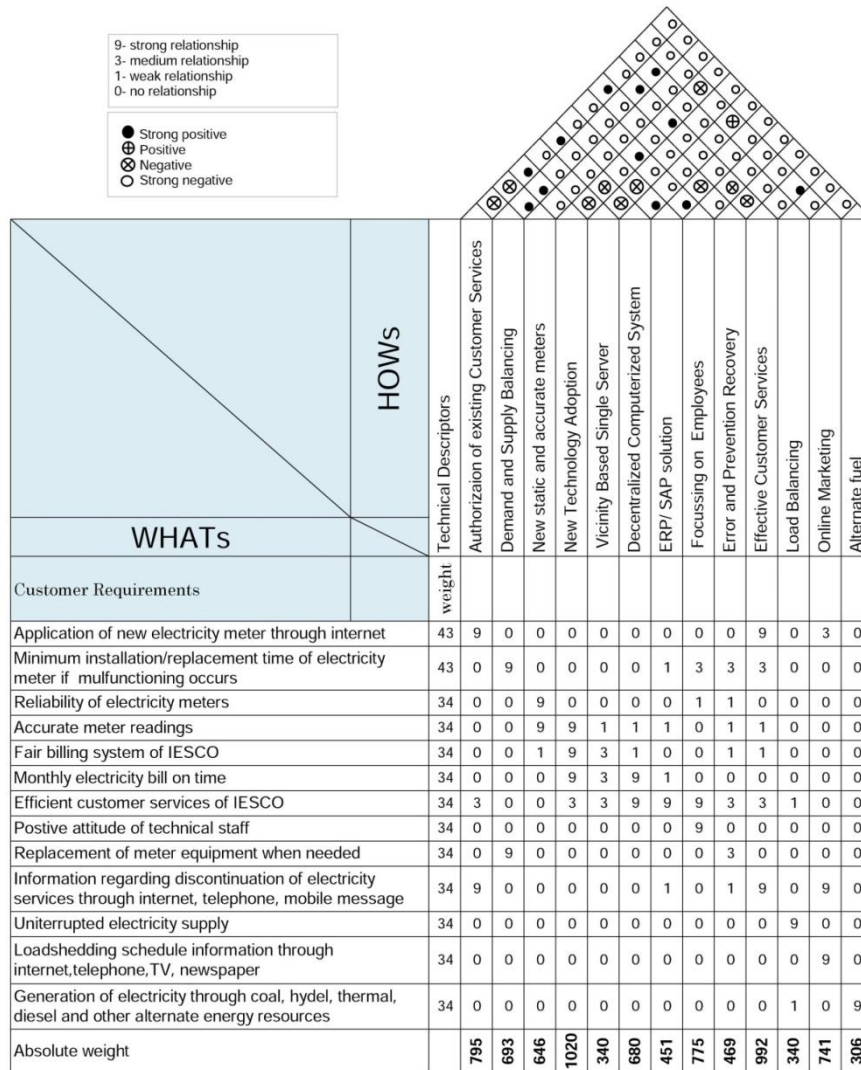 9- strong relationship
3- medium relationship
1- weak relationship
0- no relationship
Strong positive
Positive
Negative
Strong negative
HOWs
WHATs
Customer Requirements
Technical Descriptors
weight
Authorizaion of existing Customer Services
Demand and Supply Balancing
New static and accurate meters
New Technology Adoption
Vicinity Based Single Server
Decentralized Computerized System
ERP/ SAP solution
Focussing on Employees
Error and Prevention Recovery
Effective Customer Services
Load Balancing
Online Marketing
Alternate fuel
Application of new electricity meter through internet 43 9 0 0 0 0 0 0 0 0 9 0 3 0
Minimum installation/replacement time of electricity
meter if mulfunctioning occurs 43 0 9 0 0 0 0 1 3 3 3 0 0 0
Reliability of electricity meters 34 0 0 9 0 0 0 0 1 1 0 0 0 0
Accurate meter readings 34 0 0 9 9 1 1 1 0 1 1 0 0 0
Fair billing system of IESCO 34 0 0 1 9 3 1 0 0 1 1 0 0 0
Monthly electricity bill on time 34 0 0 0 9 3 9 1 0 0 0 0 0 0
Efficient customer services of IESCO 34 3 0 0 3 3 9 9 9 3 3 1 0 0
Postive attitude of technical staff 34 0 0 0 0 0 0 0 9 0 0 0 0 0
Replacement of meter equipment when needed 34 0 9 0 0 0 0 0 0 3 0 0 0 0
Information regarding discontinuation of electricity
services through internet, telephone, mobile message 34 9 0 0 0 0 0 1 0 1 9 0 9 0
Uniterrupted electricity supply 34 0 0 0 0 0 0 0 0 0 0 9 0 0
Loadshedding schedule information through
internet,telephone,TV, newspaper 34 0 0 0 0 0 0 0 0 0 0 0 9 0
Generation of electricity through coal, hydel, thermal,
diesel and other alternate energy resources 34 0 0 0 0 0 0 0 0 0 0 1 0 9
Absolute weight 795 693 646 1020 340 680 451 775 469 992 340 741 306